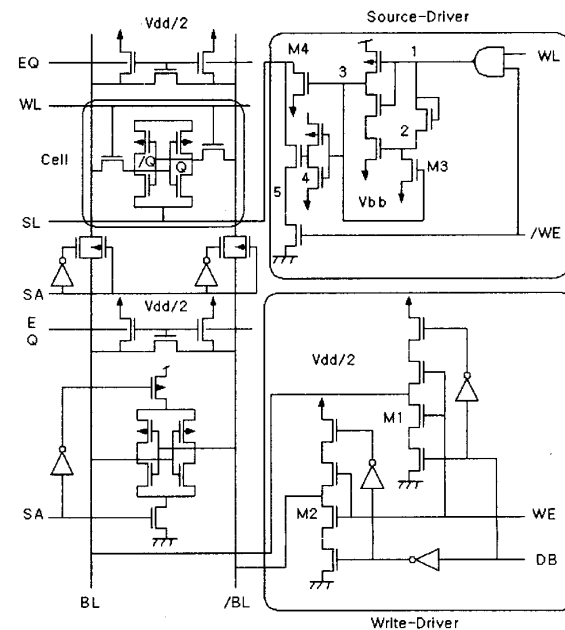 Source-Driver
Vdd/2
EQ
M4
3
1
WL
WL
Cell
/Q
Q
2
M3
4
Vbb
5
SL
/WE
SA
Vdd/2
E
Q
Vdd/2
M1
SA
M2
WE
DB
BL
/BL
Write-Driver